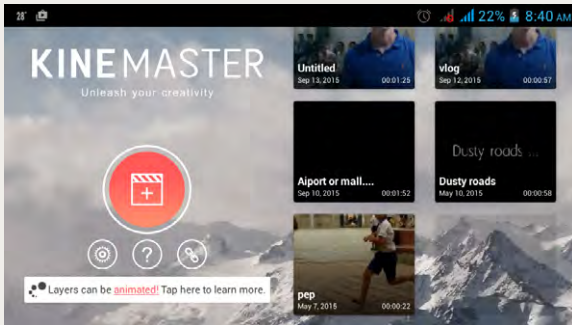 28°
22% 8:40 AM
KINEMASTER
Unleash your creativity
Layers can be animated! Tap here to learn more.
Untitled
Sep 13, 2015 00:01:25
vlog
Sep 12, 2015 00:00:57
Aiport or mall....
Sep 10, 2015 00:01:52
Dusty roads ...
Dusty roads
May 10, 2015 00:00:58
pep
May 7, 2015 00:00:22